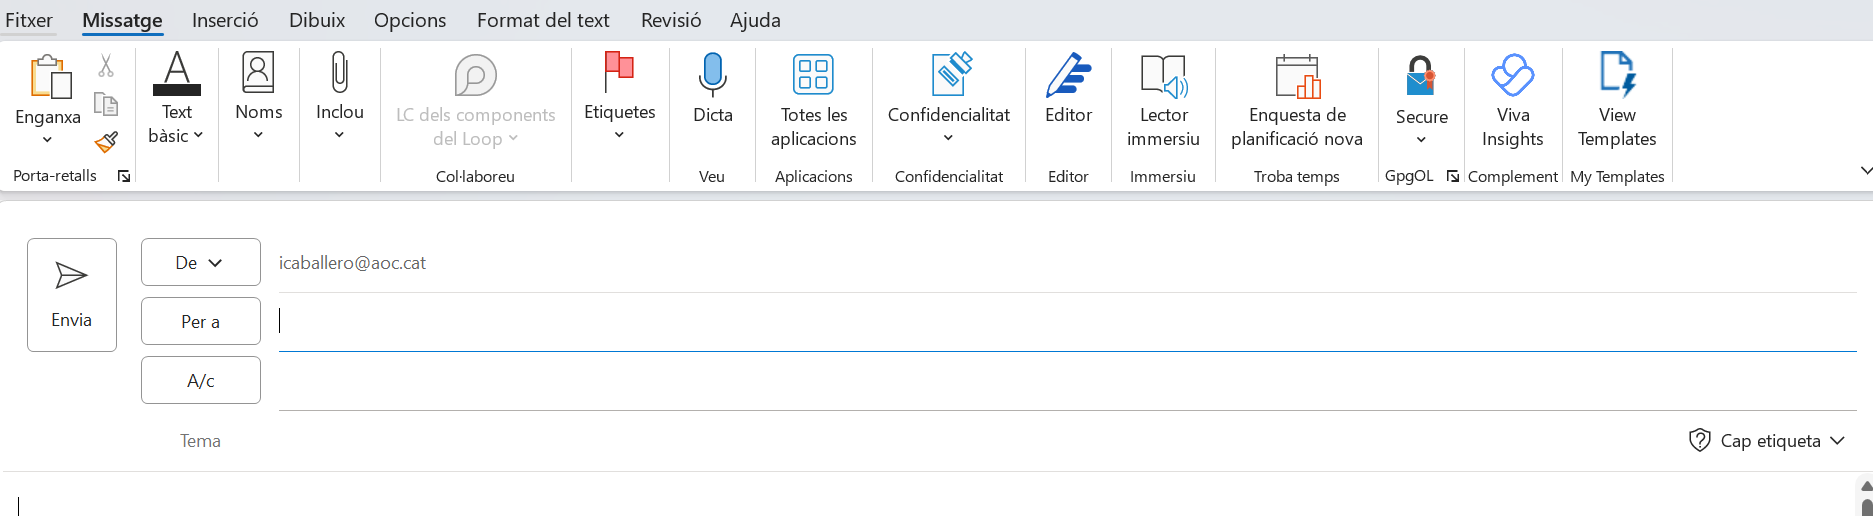 Fitxer Missatge Inserció Dibuix Opcions Format del text Revisió Ajuda
Enganxa
Text
bàsic
Noms
Inclou
LC dels components
del Loop
Etiquetes
Dicta
Totes les
aplicacions
Confidencialitat
Editor
Lector
immersiu
Enquesta de
planificació nova
Secure
Viva
Insights
View
Templates
Porta-retalls
Col·laboreu
Veu
Aplicacions
Confidencialitat
Editor
Immersiu
Troba temps
GpgOL
Complement
My Templates
Envia
De
icaballero@aoc.cat
Per a
A/c
Tema
Cap etiqueta